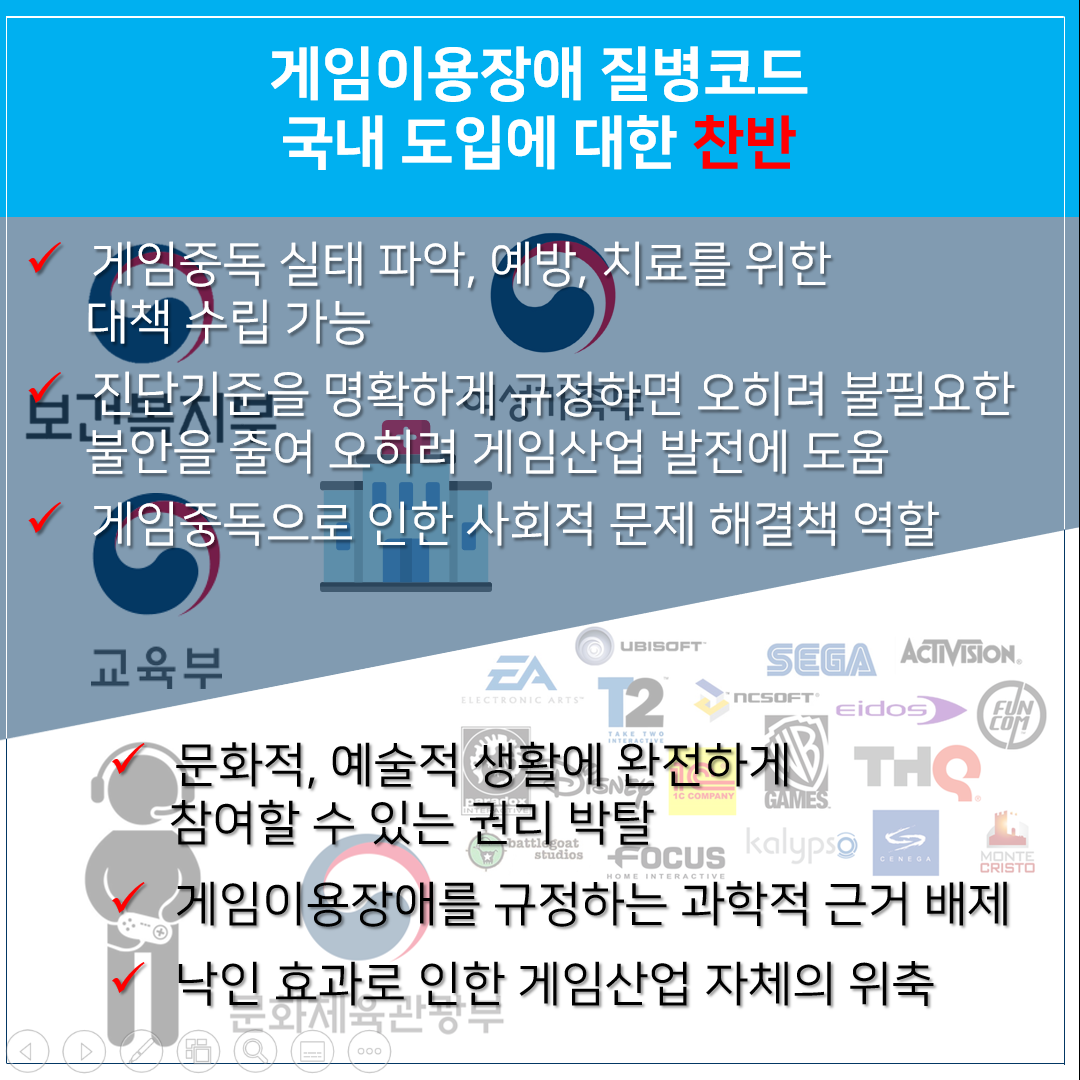 게임이용장애 질병코드
국내 도입에 대한 찬반
게임중독 실태 파악, 예방, 치료를 위한
대책 수립 가능
보건복지부
여성가족부
진단기준을 명확하게 규정하면 오히려 불필요한
불안을 줄여 오히려 게임산업 발전에 도움
게임중독으로 인한 사회적 문제 해결책 역할
교육부
UBISOFT
SEGA
ACTIVISION
EA
ELECTRONIC ARTS
T2
TAKE TWO
INTERACTIVE
NCSOFT
eidos
FUN
COM
문화적, 예술적 생활에 완전하게
참여할 수 있는 권리 박탈
paradox
INTERACTIVE
Disney
1C
1C COMPANY
WB
GAMES
THQ
battlegoat
studios
FOCUS
HOME INTERACTIVE
kalypso
CENEGA
MONTE
CRISTO
게임이용장애를 규정하는 과학적 근거 배제
낙인 효과로 인한 게임산업 자체의 위축
문화체육관광부